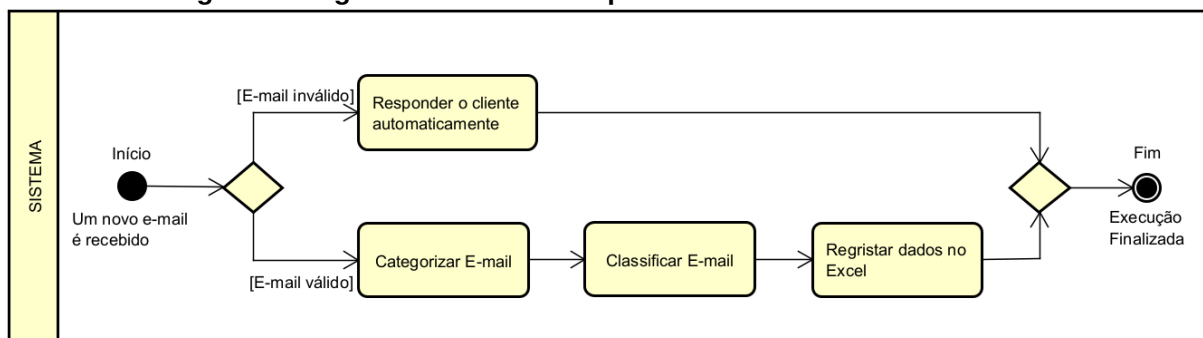 SISTEMA
Início
Um novo e-mail
é recebido
[E-mail inválido]
Responder o cliente
automaticamente
[E-mail válido]
Categorizar E-mail
Classificar E-mail
Regristar dados no
Excel
Fim
Execução
Finalizada